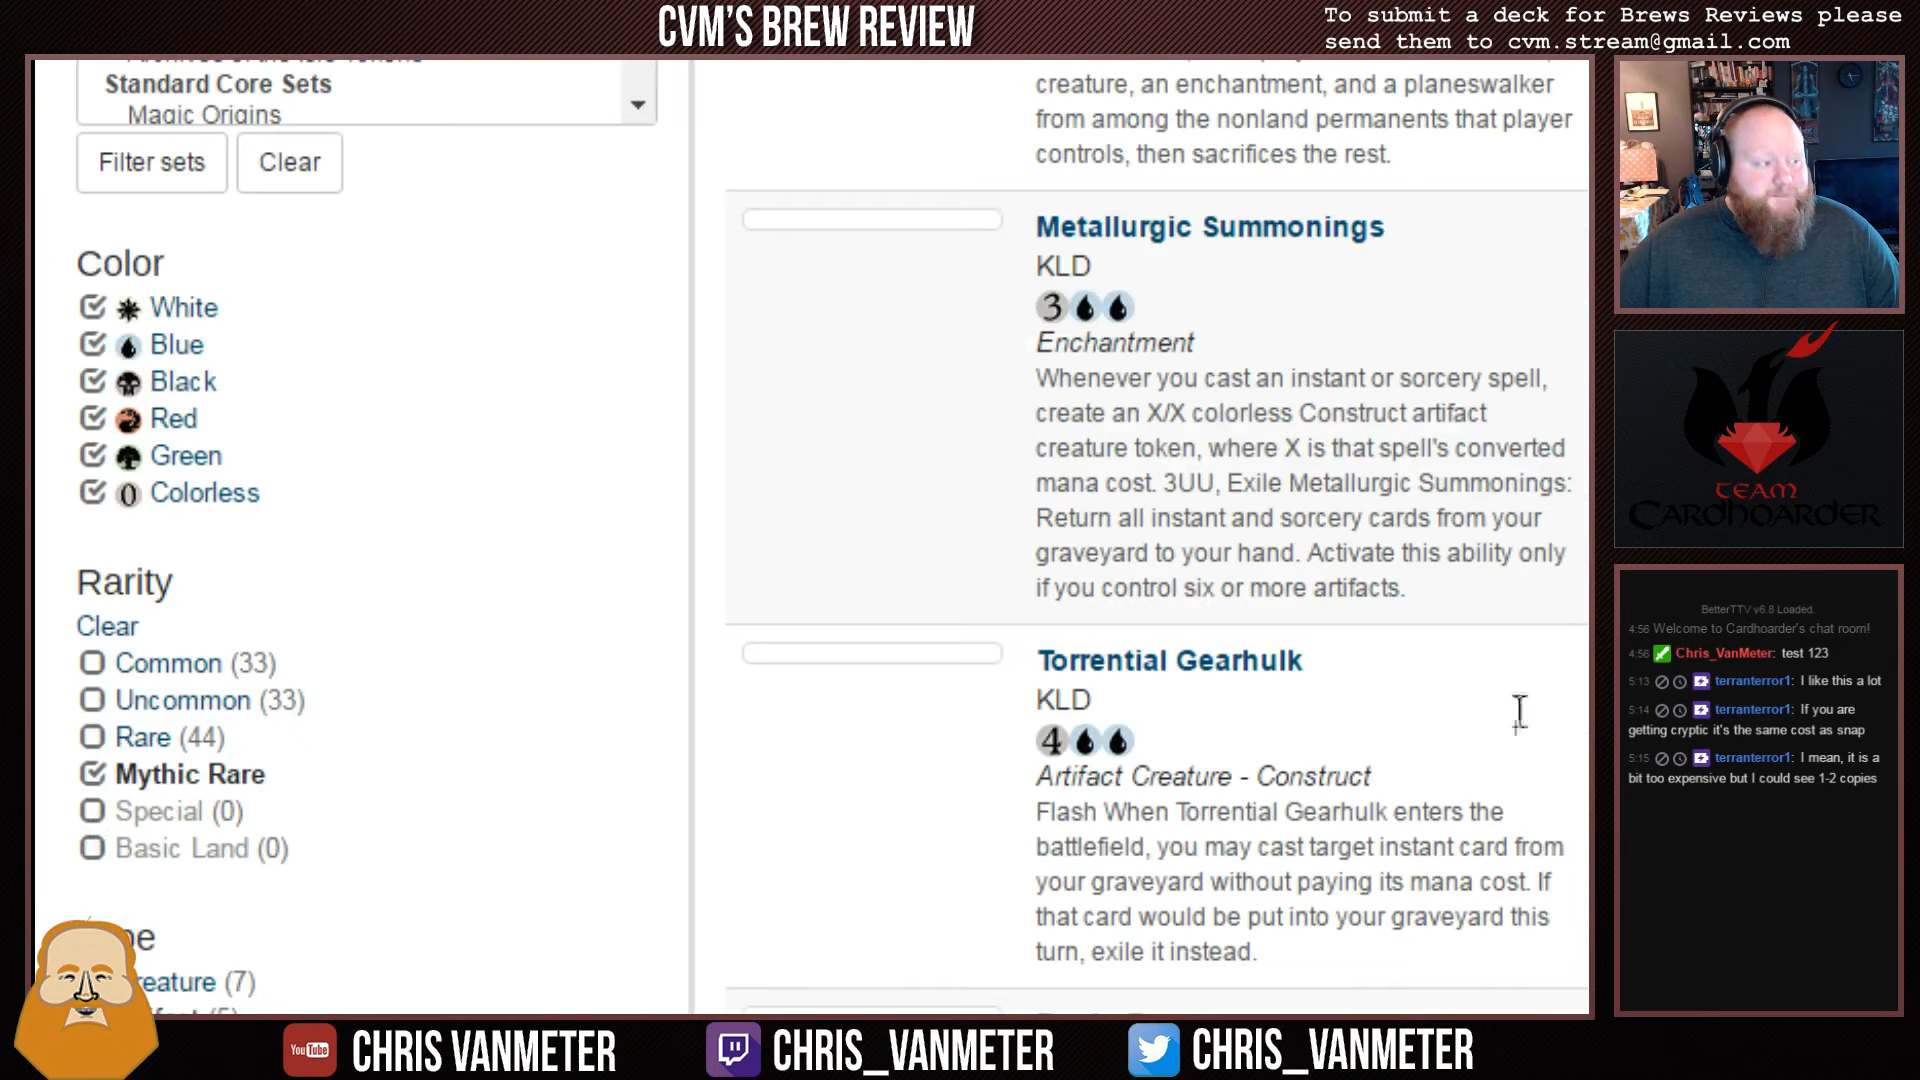 CVM'S BREW REVIEW
To submit a deck for Brews Reviews please
send them to cvm.stream@gmail.com
Standard Core Sets
Magic Origins
Filter sets
Clear
Color
White
Blue
Black
Red
Green
0 Colorless
Rarity
Clear
Common (33)
Uncommon (33)
Rare (44)
Mythic Rare
Special (0)
Basic Land (0)
creature, an enchantment, and a planeswalker
from among the nonland permanents that player
controls, then sacrifices the rest.
Metallurgic Summonings
KLD
3
Enchantment
Whenever you cast an instant or sorcery spell,
create an X/X colorless Construct artifact
creature token, where X is that spell's converted
mana cost. 3UU, Exile Metallurgic Summonings:
Return all instant and sorcery cards from your
graveyard to your hand. Activate this ability only
if you control six or more artifacts.
Torrential Gearhulk
KLD
4
Artifact Creature - Construct
Flash When Torrential Gearhulk enters the
battlefield, you may cast target instant card from
your graveyard without paying its mana cost. If
that card would be put into your graveyard this
turn, exile it instead.
TEAM
CARDHOARDER
BetterTTV v6.8 Loaded.
4:56 Welcome to Cardhoarder's chat room!
4:56 Chris_VanMeter: test 123
5:13 terranterror1: I like this a lot
5:14 terranterror1: If you are
getting cryptic it's the same cost as snap
5:15 terranterror1: I mean, it is a
bit too expensive but I could see 1-2 copies
YouTube CHRIS VANMETER
CHRIS_VANMETER
CHRIS_VANMETER